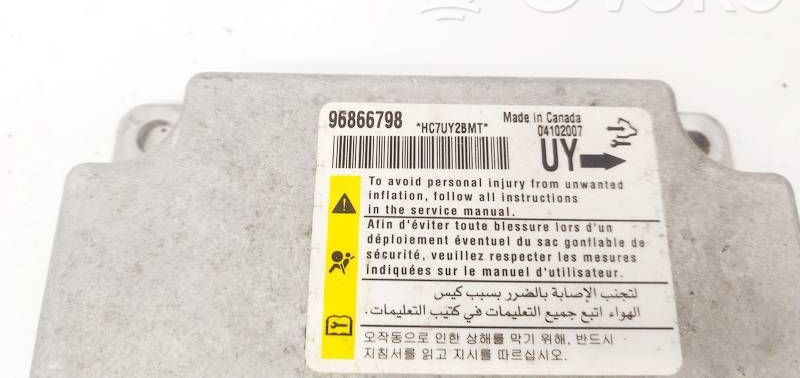 96866798 *HC7UY2BMT* Made in Canada
04102007
UY
To avoid personal injury from unwanted
inflation, follow all instructions
in the service manual.
Afin d'éviter toute blessure lors d'un
déploiement éventuel du sac gonflable de
sécurité, veuillez respecter les mesures
indiquées sur le manuel d'utilisateur.
لتجنب الإصابة بالضرر بسبب كيس
الهواء اتبع جميع التعليمات في كتيب التعليمات.
오작동으로 인한 상해를 막기 위해, 반드시
지침서를 읽고 지시를 따르십시오.